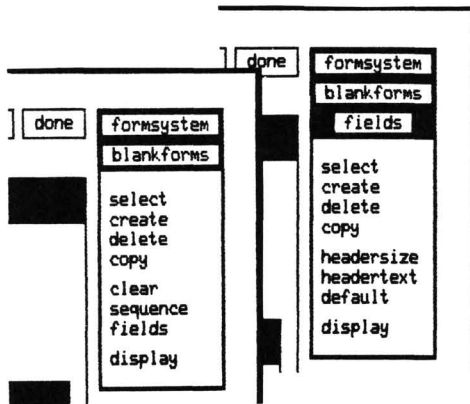 done
formsystem
blankforms
fields
select
create
delete
copy
headersize
headertext
default
display
done
formsystem
blankforms
select
create
delete
copy
clear
sequence
fields
display